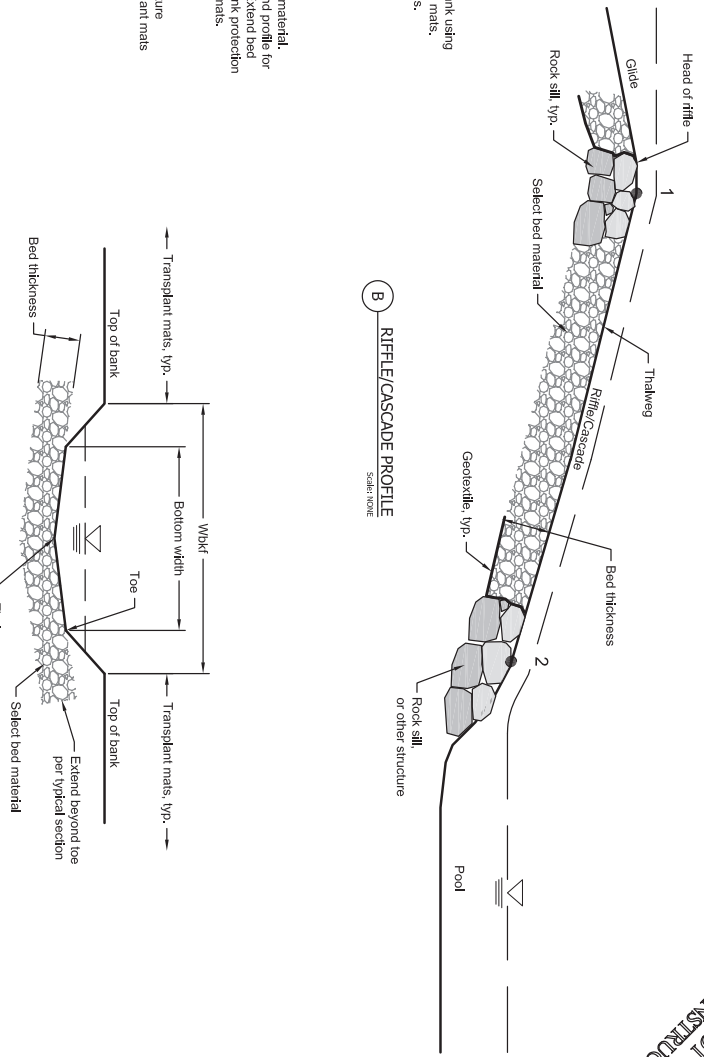 Head of riffle
Glide
Rock sill, typ.
1
Select bed material
Thalweg
Riffle/Cascade
Geotextile, typ.
Bed thickness
2
Rock sill,
or other structure
Pool
B
RIFFLE/CASCADE PROFILE
Scale: NONE
nk using
mats.
s.
material.
nd profile for
xtend bed
nk protection
mats.
ure
ant mats
Transplant mats, typ.
Top of bank
Bed thickness
Wbkf
Bottom width
Toe
Transplant mats, typ.
Top of bank
Extend beyond toe
per typical section
Select bed material